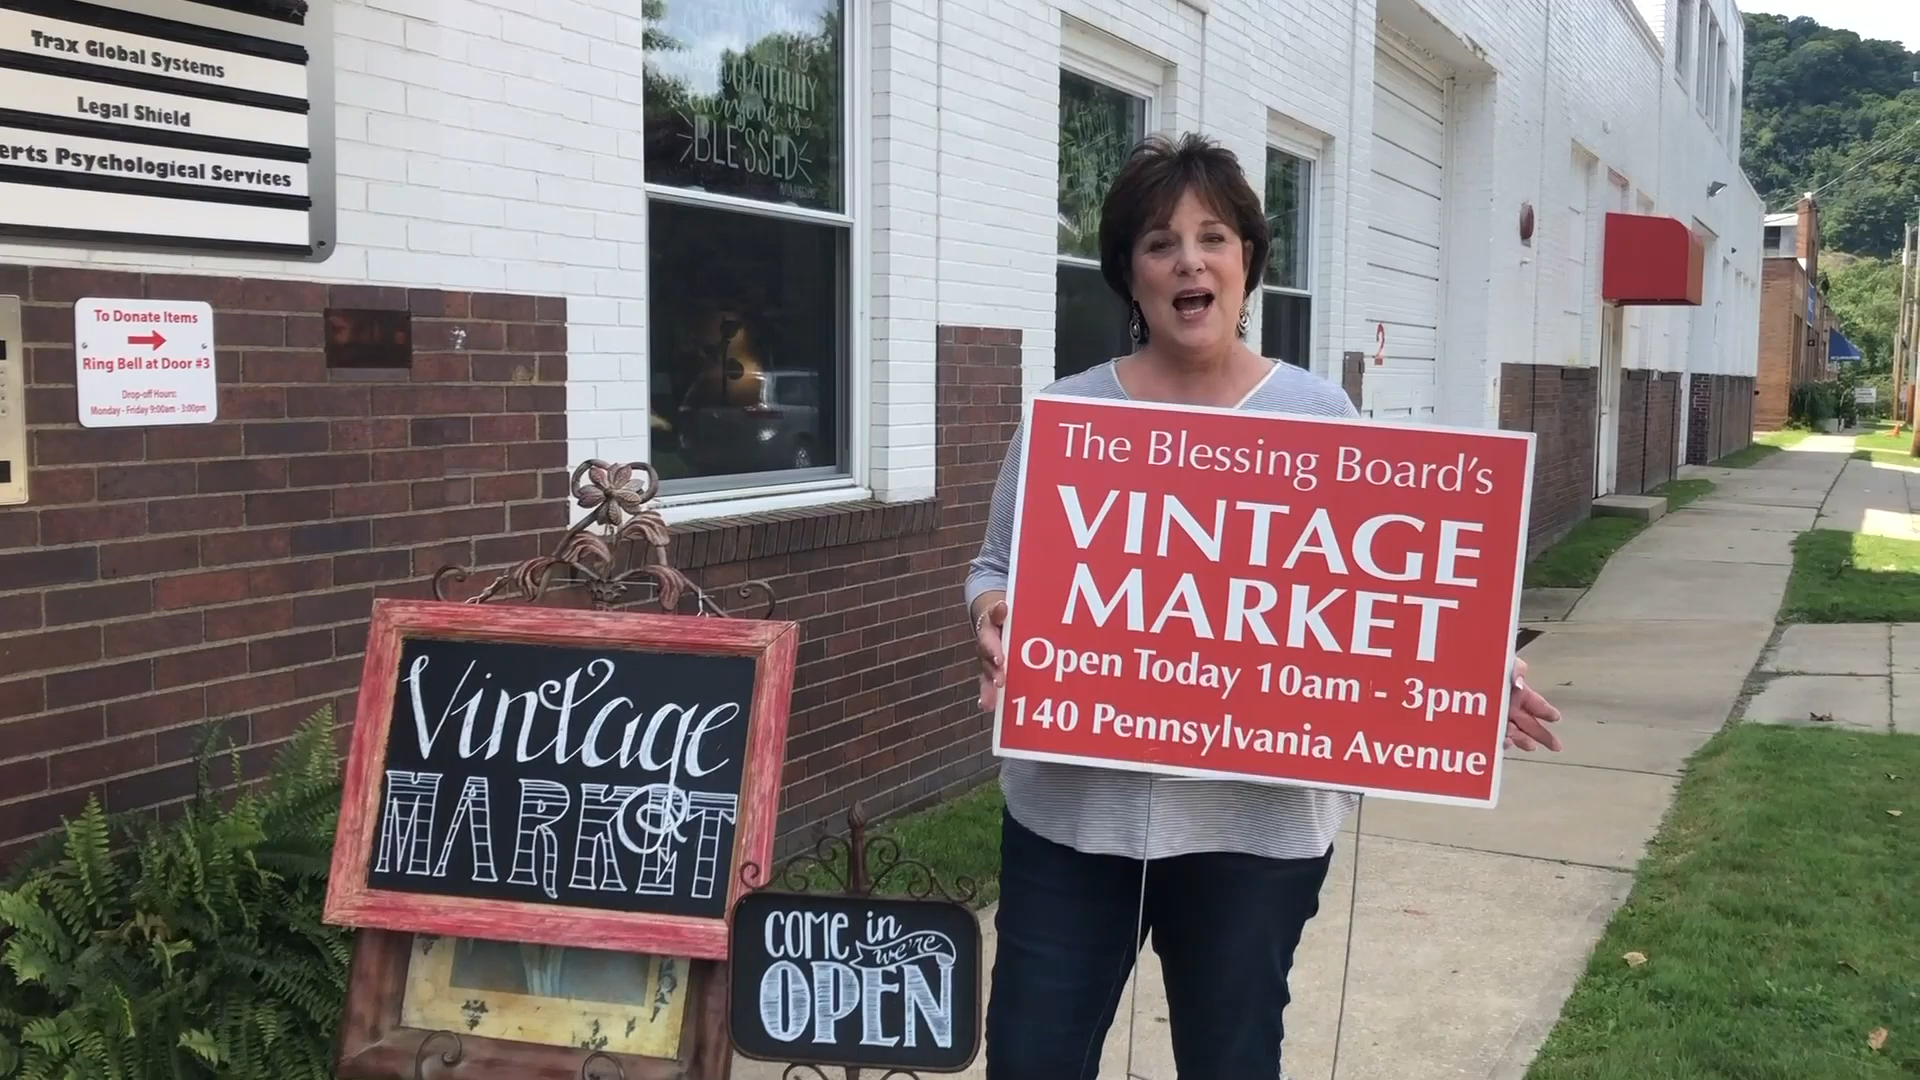 Trax Global Systems
Legal Shield
erts Psychological Services
To Donate Items
Ring Bell at Door #3
Drop-off Hours:
Monday - Friday 9:00am - 3:00pm
GRATEFULLY
everyone is
BLESSED
2
The Blessing Board's
VINTAGE
MARKET
Open Today 10am - 3pm
140 Pennsylvania Avenue
Vintage
MARKET
COME in
we're
OPEN